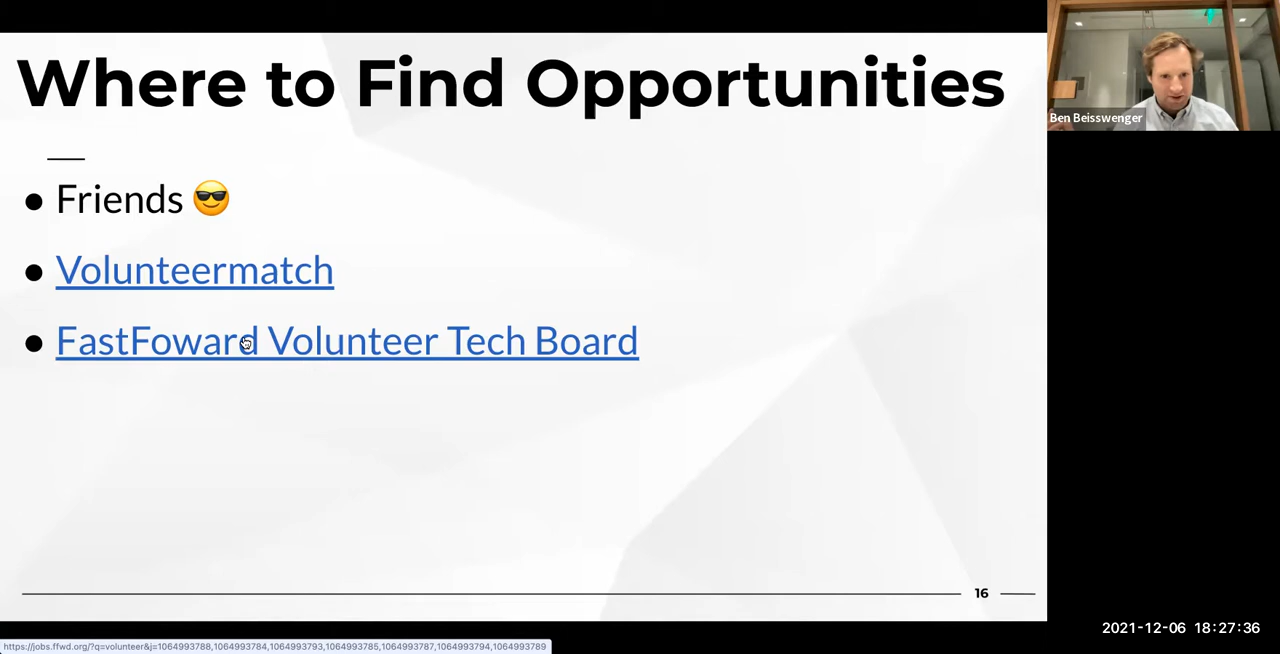 Where to Find Opportunities
● Friends 😎
● Volunteermatch
● FastFoward Volunteer Tech Board
16
Ben Beisswenger
2021-12-06 18:27:36
https://jobs.ffwd.org/?q=volunteer&j=1064993788,1064993784,1064993793,1064993785,1064993787,1064993794,1064993789